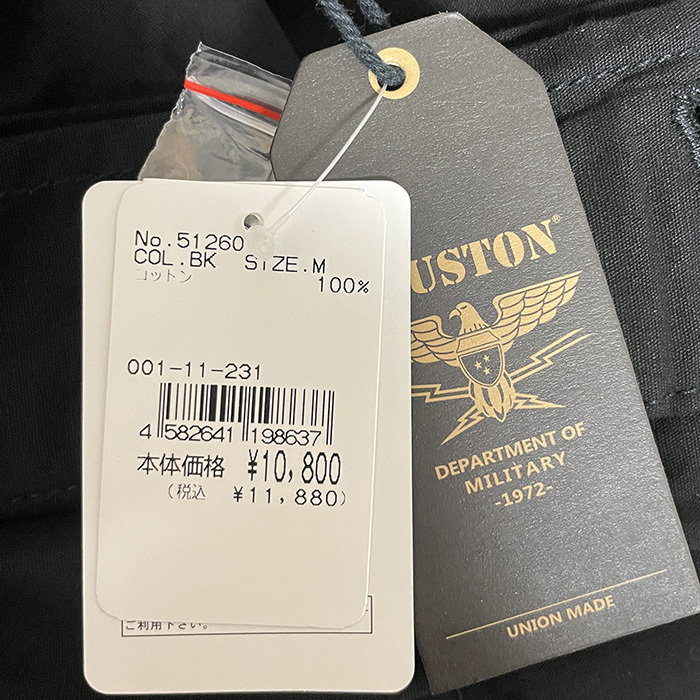 No.51260
COL.BK SIZE.M
コットン 100%
001-11-231
4 582641 198637
本体価格 ¥10,800
(税込 ¥11,880)
ご利用下さい。
USTON®
DEPARTMENT OF
MILITARY
-1972-
UNION MADE